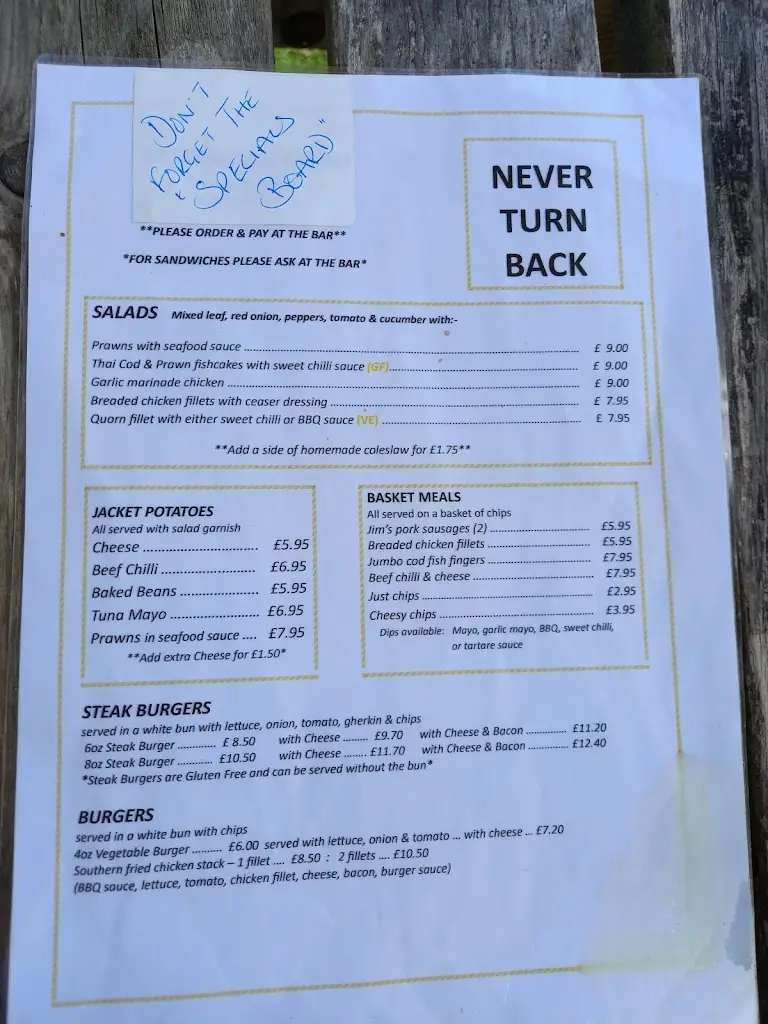 DON'T
FORGET THE
"SPECIALS
BOARD"
NEVER
TURN
BACK
**PLEASE ORDER & PAY AT THE BAR**
*FOR SANDWICHES PLEASE ASK AT THE BAR*
SALADS Mixed leaf, red onion, peppers, tomato & cucumber with:-
Prawns with seafood sauce ........ £ 9.00
Thai Cod & Prawn fishcakes with sweet chilli sauce (GF)........ £ 9.00
Garlic marinade chicken ........ £ 9.00
Breaded chicken fillets with ceaser dressing ........ £ 7.95
Quorn fillet with either sweet chilli or BBQ sauce (VE) ........ £ 7.95
**Add a side of homemade coleslaw for £1.75**
JACKET POTATOES
All served with salad garnish
Cheese ........ £5.95
Beef Chilli ........ £6.95
Baked Beans ........ £5.95
Tuna Mayo ........ £6.95
Prawns in seafood sauce .... £7.95
**Add extra Cheese for £1.50*
BASKET MEALS
All served on a basket of chips
Jim's pork sausages (2) ........ £5.95
Breaded chicken fillets ........ £5.95
Jumbo cod fish fingers ........ £7.95
Beef chilli & cheese ........ £7.95
Just chips ........ £2.95
Cheesy chips ........ £3.95
Dips available: Mayo, garlic mayo, BBQ, sweet chilli,
or tartare sauce
STEAK BURGERS
served in a white bun with lettuce, onion, tomato, gherkin & chips
6oz Steak Burger ............ £ 8.50 with Cheese ........ £9.70 with Cheese & Bacon ............ £11.20
8oz Steak Burger ............ £10.50 with Cheese ........ £11.70 with Cheese & Bacon ............ £12.40
*Steak Burgers are Gluten Free and can be served without the bun*
BURGERS
served in a white bun with chips
4oz Vegetable Burger .......... £6.00 served with lettuce, onion & tomato ... with cheese ... £7.20
Southern fried chicken stack – 1 fillet .... £8.50 : 2 fillets .... £10.50
(BBQ sauce, lettuce, tomato, chicken fillet, cheese, bacon, burger sauce)